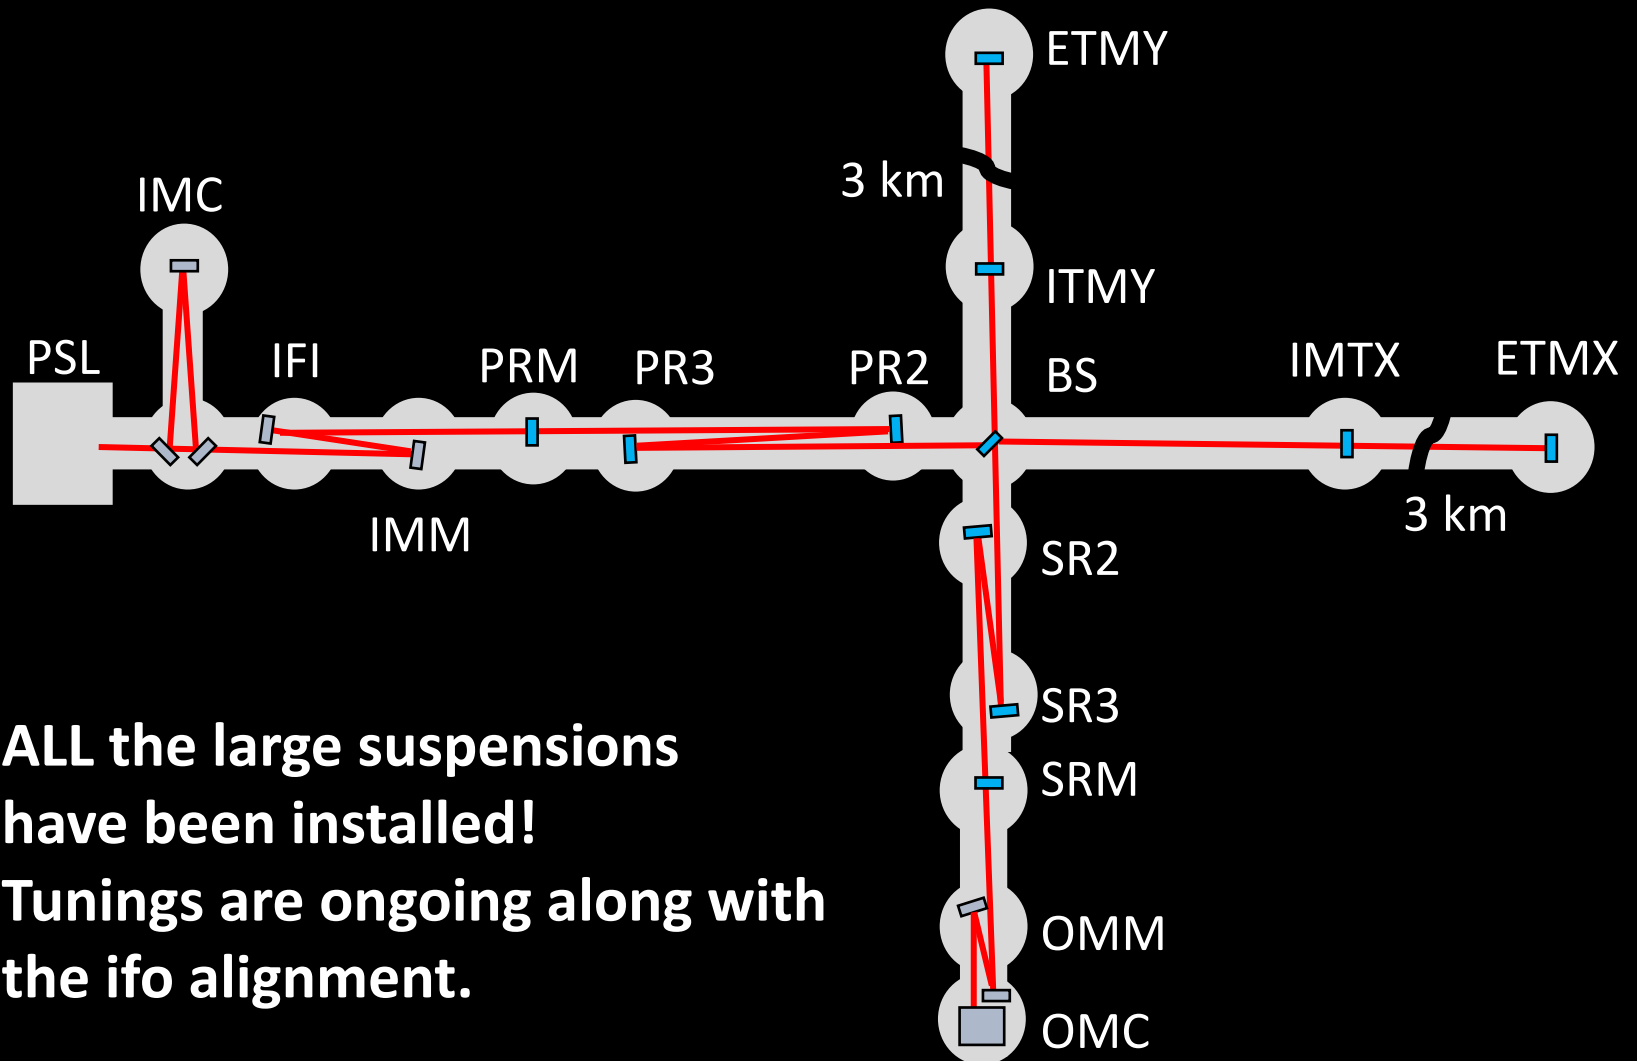 ETMY
3 km
IMC
ITMY
PSL
IFI
PRM
PR3
PR2
BS
IMTX
ETMX
3 km
IMM
SR2
SR3
SRM
ALL the large suspensions
have been installed!
Tunings are ongoing along with
the ifo alignment.
OMM
OMC